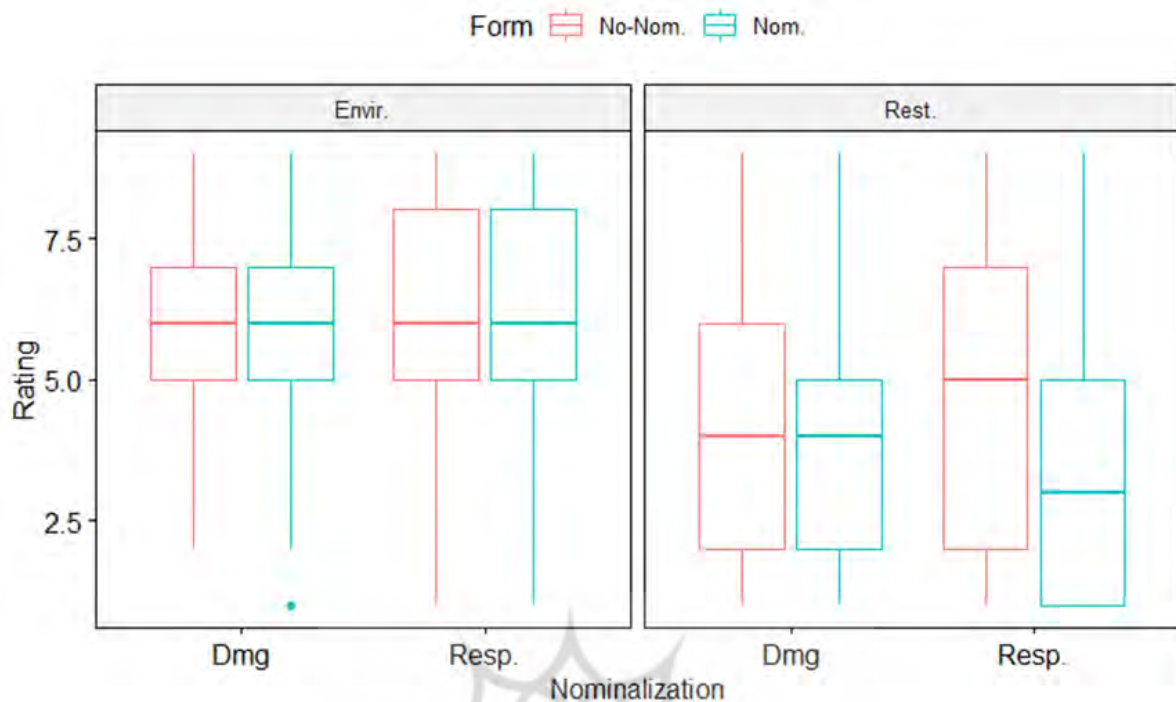 Form No-Nom. Nom.
Envir. Rest.
7.5
5.0
2.5
Rating
Dmg Resp. Dmg Resp.
Nominalization